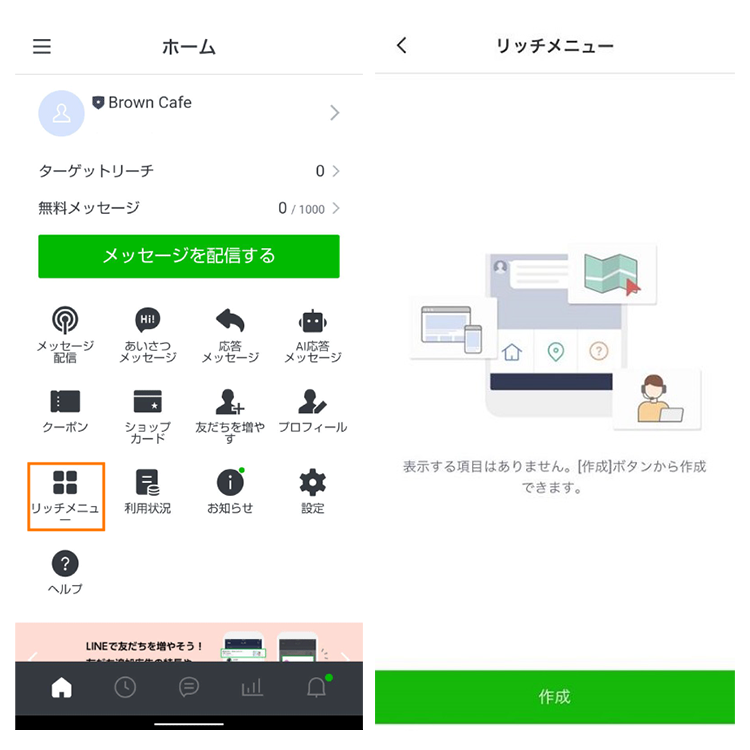 ホーム
Brown Cafe
ターゲットリーチ 0
無料メッセージ 0 / 1000
メッセージを配信する
メッセージ
配信
Hi!
あいさつ
メッセージ
応答
メッセージ
AI応答
メッセージ
クーポン
ショップ
カード
友だちを増や
す
プロフィール
リッチメニュ
ー
利用状況
お知らせ
設定
ヘルプ
LINEで友だちを増やそう！
リッチメニュー
表示する項目はありません。[作成]ボタンから作成
できます。
作成